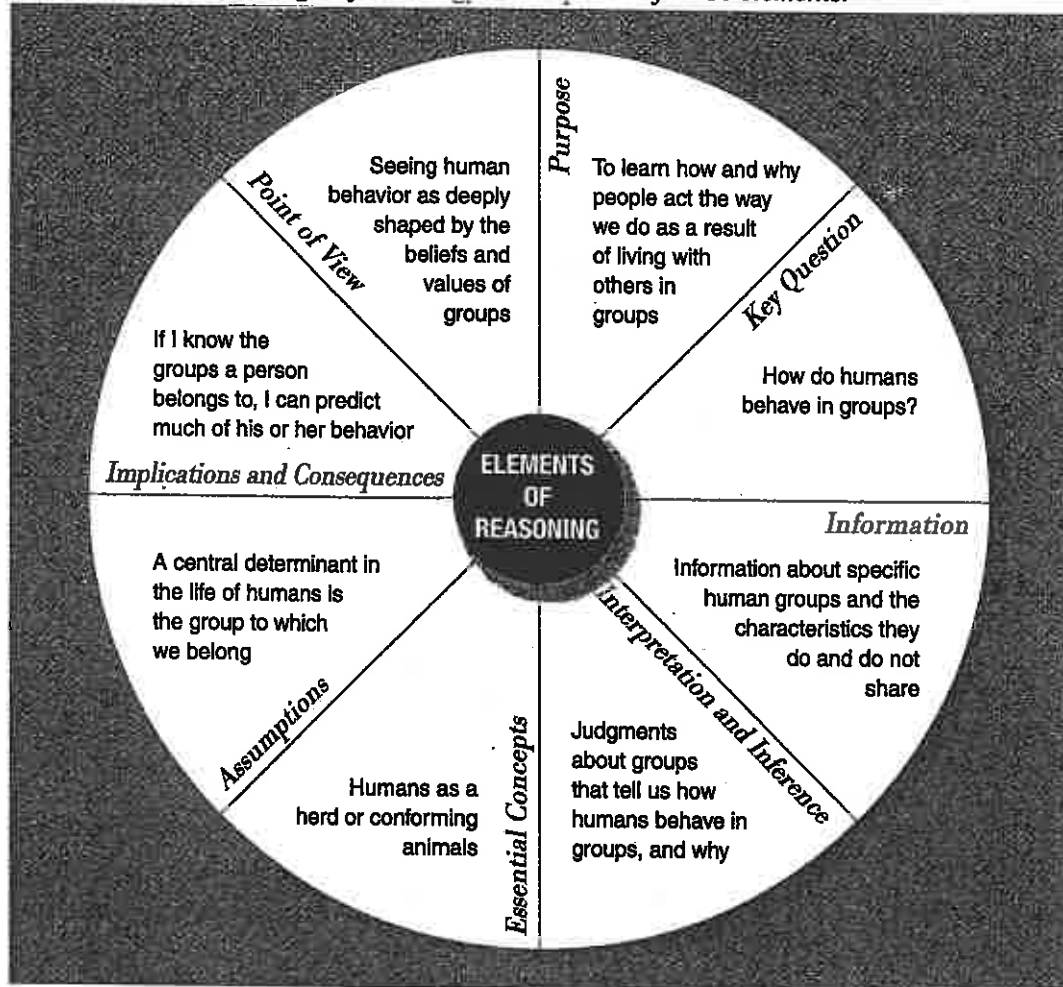 elements.
Purpose
To learn how and why
people act the way
we do as a result
of living with
others in
groups
Key Question
How do humans
behave in groups?
Information
Information about specific
human groups and the
characteristics they
do and do not
share
Interpretation and Inference
Judgments
about groups
that tell us how
humans behave in
groups, and why
Essential Concepts
Humans as a
herd or conforming
animals
Assumptions
A central determinant in
the life of humans is
the group to which
we belong
Implications and Consequences
If I know the
groups a person
belongs to, I can predict
much of his or her behavior
Point of View
Seeing human
behavior as deeply
shaped by the
beliefs and
values of
groups
ELEMENTS
OF
REASONING